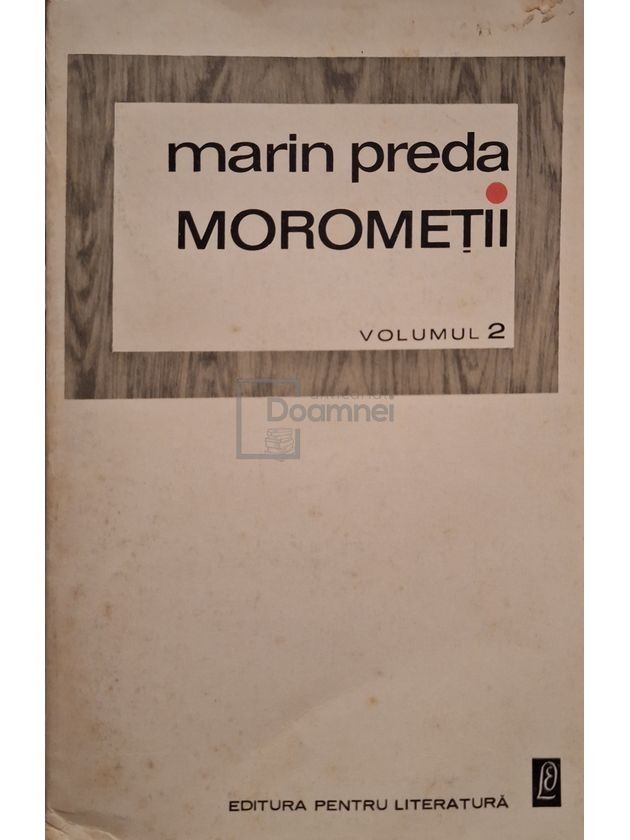 marin preda
MOROMEȚII
VOLUMUL 2
Doamnei
EDITURA PENTRU LITERATURĂ